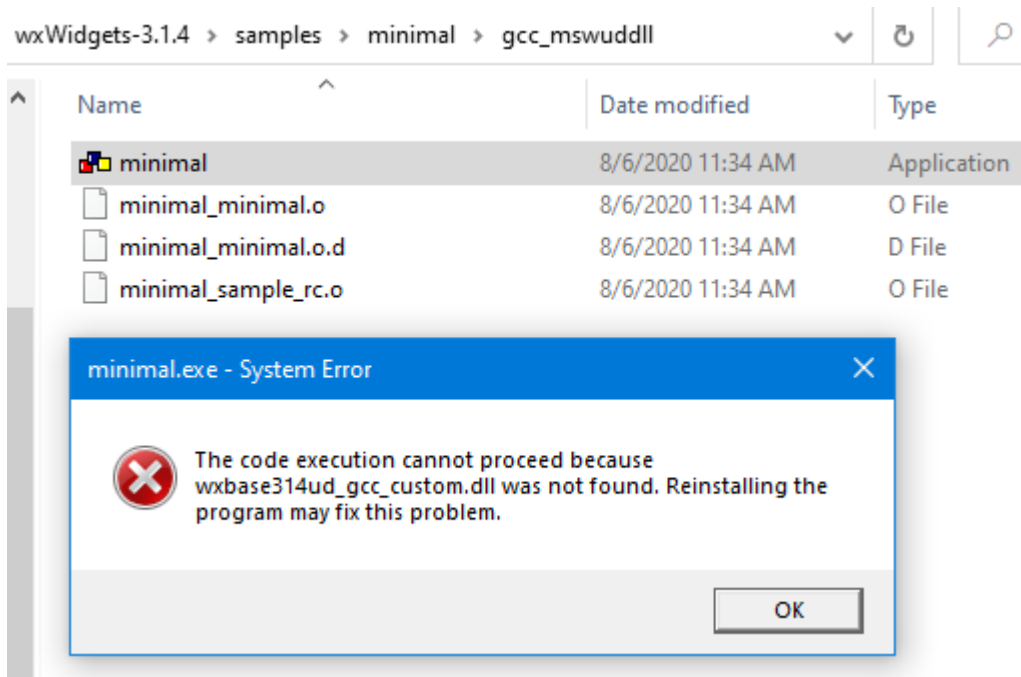 wxWidgets-3.1.4 > samples > minimal > gcc_mswuddll
Name Date modified Type
minimal 8/6/2020 11:34 AM Application
minimal_minimal.o 8/6/2020 11:34 AM O File
minimal_minimal.o.d 8/6/2020 11:34 AM D File
minimal_sample_rc.o 8/6/2020 11:34 AM O File
minimal.exe - System Error
The code execution cannot proceed because
wxbase314ud_gcc_custom.dll was not found. Reinstalling the
program may fix this problem.
OK